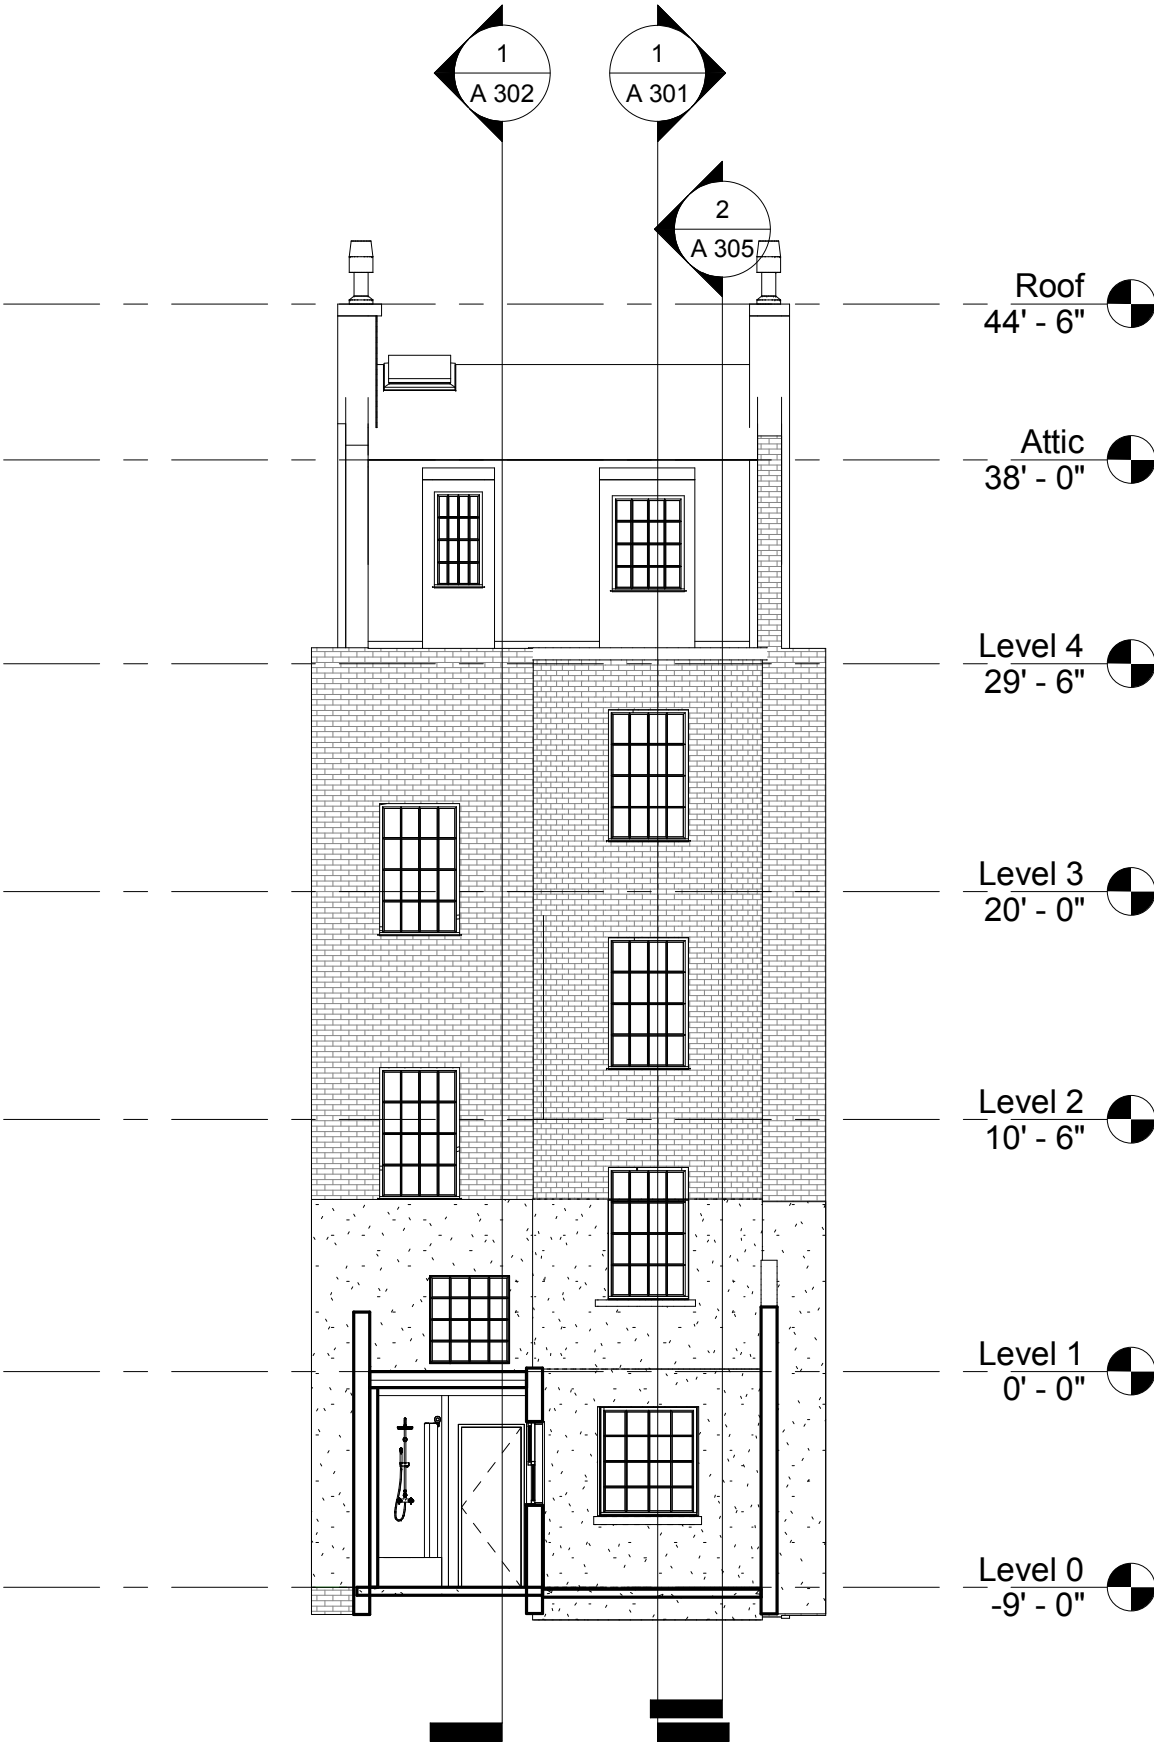 1
A 302
1
A 301
2
A 305
Roof
44' - 6"
Attic
38' - 0"
Level 4
29' - 6"
Level 3
20' - 0"
Level 2
10' - 6"
Level 1
0' - 0"
Level 0
-9' - 0"